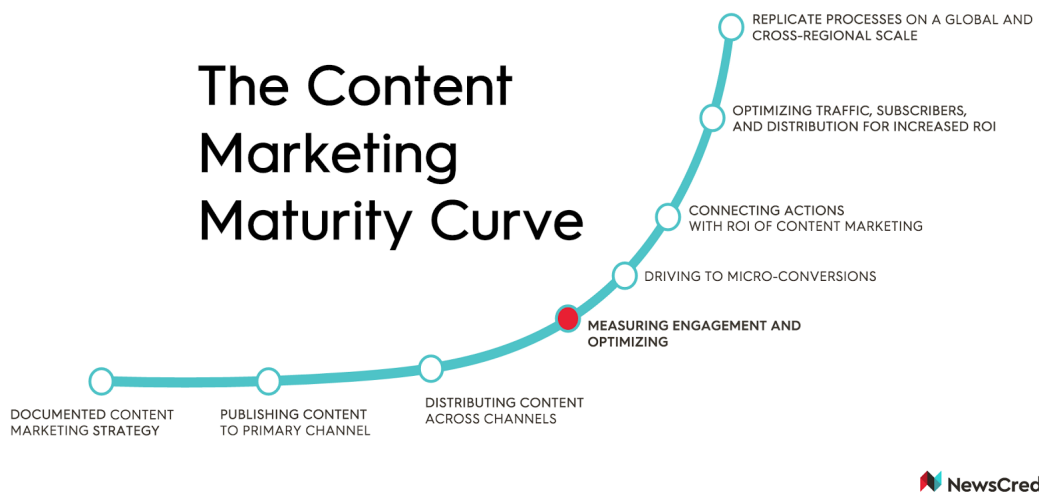 The Content
Marketing
Maturity Curve
REPLICATE PROCESSES ON A GLOBAL AND
CROSS-REGIONAL SCALE
OPTIMIZING TRAFFIC, SUBSCRIBERS,
AND DISTRIBUTION FOR INCREASED ROI
CONNECTING ACTIONS
WITH ROI OF CONTENT MARKETING
DRIVING TO MICRO-CONVERSIONS
MEASURING ENGAGEMENT AND
OPTIMIZING
DISTRIBUTING CONTENT
ACROSS CHANNELS
PUBLISHING CONTENT
TO PRIMARY CHANNEL
DOCUMENTED CONTENT
MARKETING STRATEGY
NewsCred